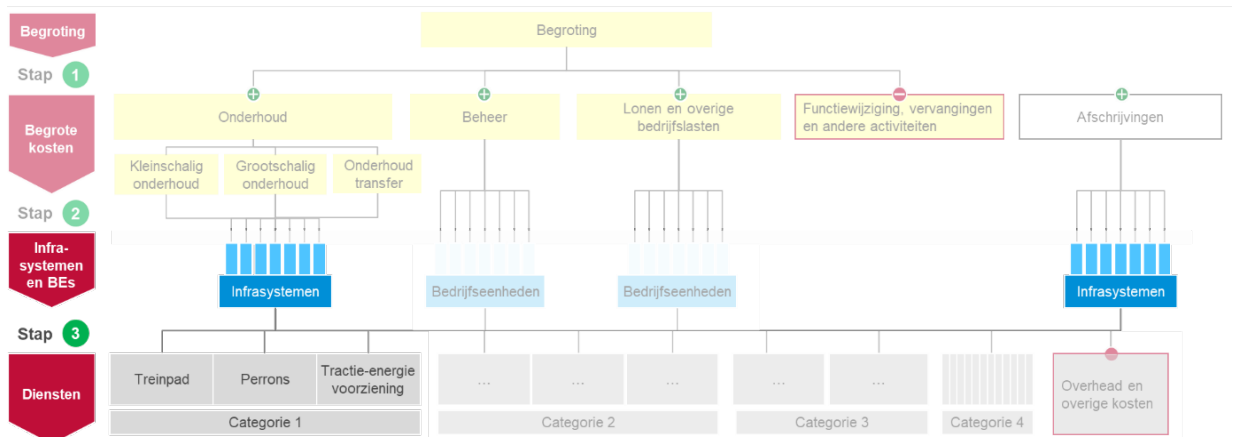 Begroting
Begroting
Stap 1
Begrote
kosten
Onderhoud
Beheer
Lonen en overige
bedrijfslasten
Functiewijziging, vervangingen
en andere activiteiten
Afschrijvingen
Kleinschalig
onderhoud
Grootschalig
onderhoud
Onderhoud
transfer
Stap 2
Infra-
systemen
en BEs
Infrasystemen
Bedrijfseenheden
Bedrijfseenheden
Infrasystemen
Stap 3
Diensten
Treinpad
Perrons
Tractie-energie
voorziening
...
...
...
...
...
Overhead en
overige kosten
Categorie 1
Categorie 2
Categorie 3
Categorie 4